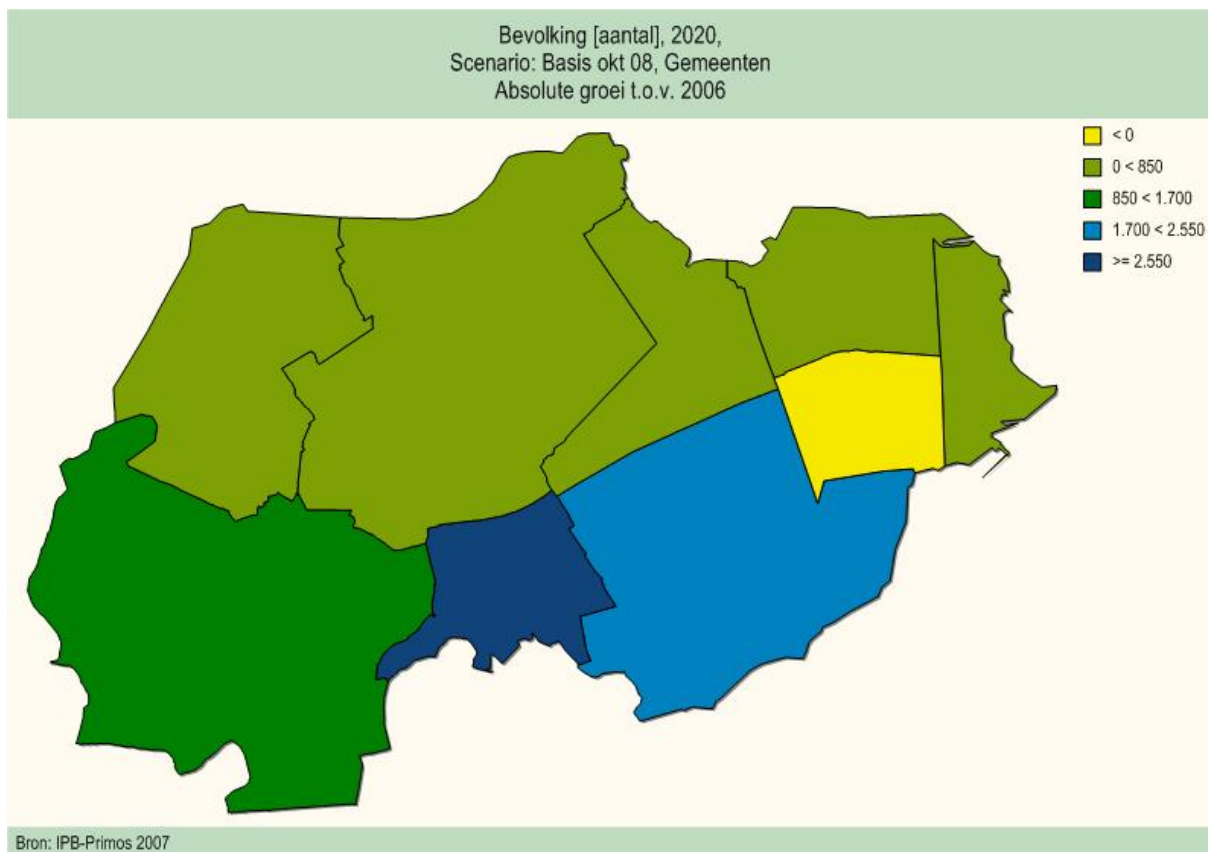 Bevolking [aantal], 2020,
Scenario: Basis okt 08, Gemeenten
Absolute groei t.o.v. 2006
< 0
0 < 850
850 < 1.700
1.700 < 2.550
>= 2.550
Bron: IPB-Primos 2007